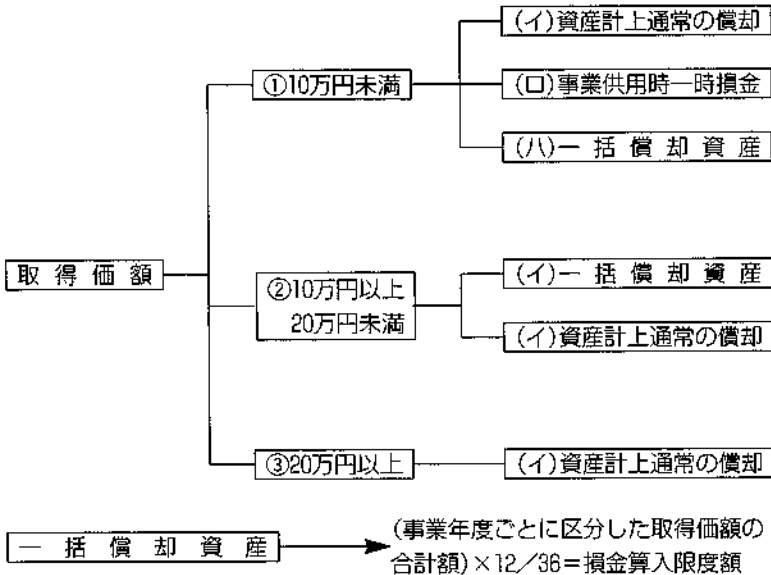 (イ)資産計上通常の償却
①10万円未満
(ロ)事業供用時一時損金
(ハ)一括償却資産
取得価額
②10万円以上
20万円未満
(イ)一括償却資産
(イ)資産計上通常の償却
③20万円以上
(イ)資産計上通常の償却
一括償却資産
(事業年度ごとに区分した取得価額の
合計額)×12/36=損金算入限度額